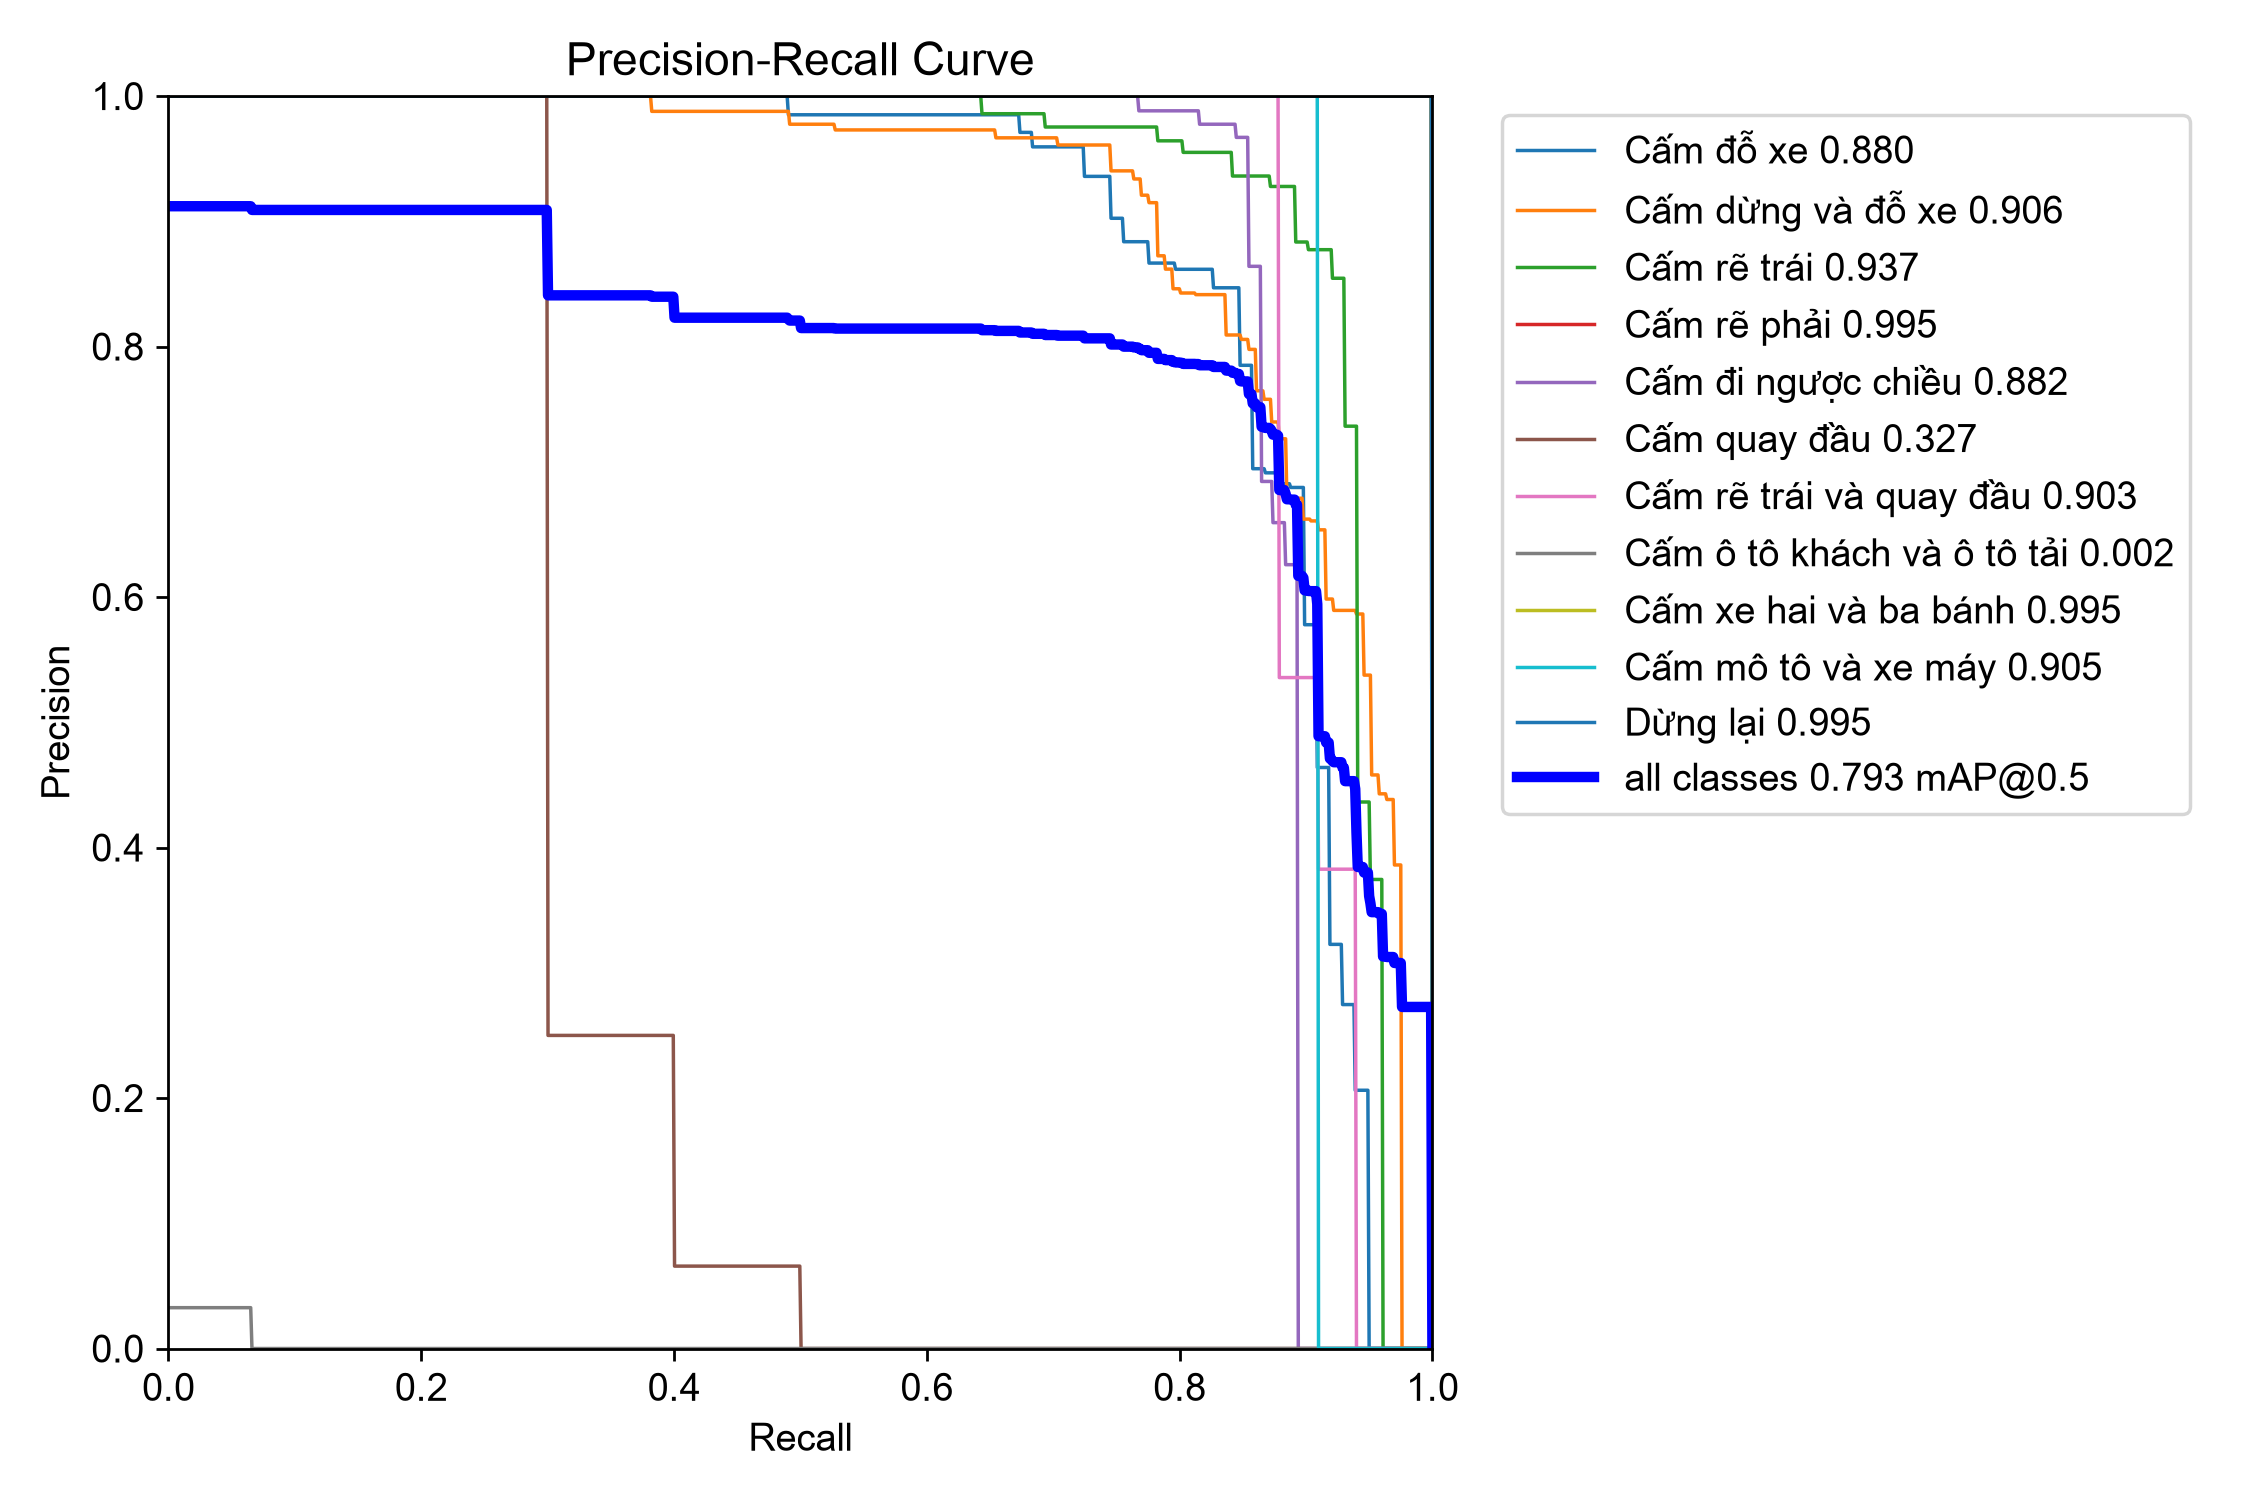 Precision-Recall Curve
1.0
0.8
0.6
0.4
0.2
0.0
Precision
0.0 0.2 0.4 0.6 0.8 1.0
Recall
Cấm đỗ xe 0.880
Cấm dừng và đỗ xe 0.906
Cấm rẽ trái 0.937
Cấm rẽ phải 0.995
Cấm đi ngược chiều 0.882
Cấm quay đầu 0.327
Cấm rẽ trái và quay đầu 0.903
Cấm ô tô khách và ô tô tải 0.002
Cấm xe hai và ba bánh 0.995
Cấm mô tô và xe máy 0.905
Dừng lại 0.995
all classes 0.793 mAP@0.5